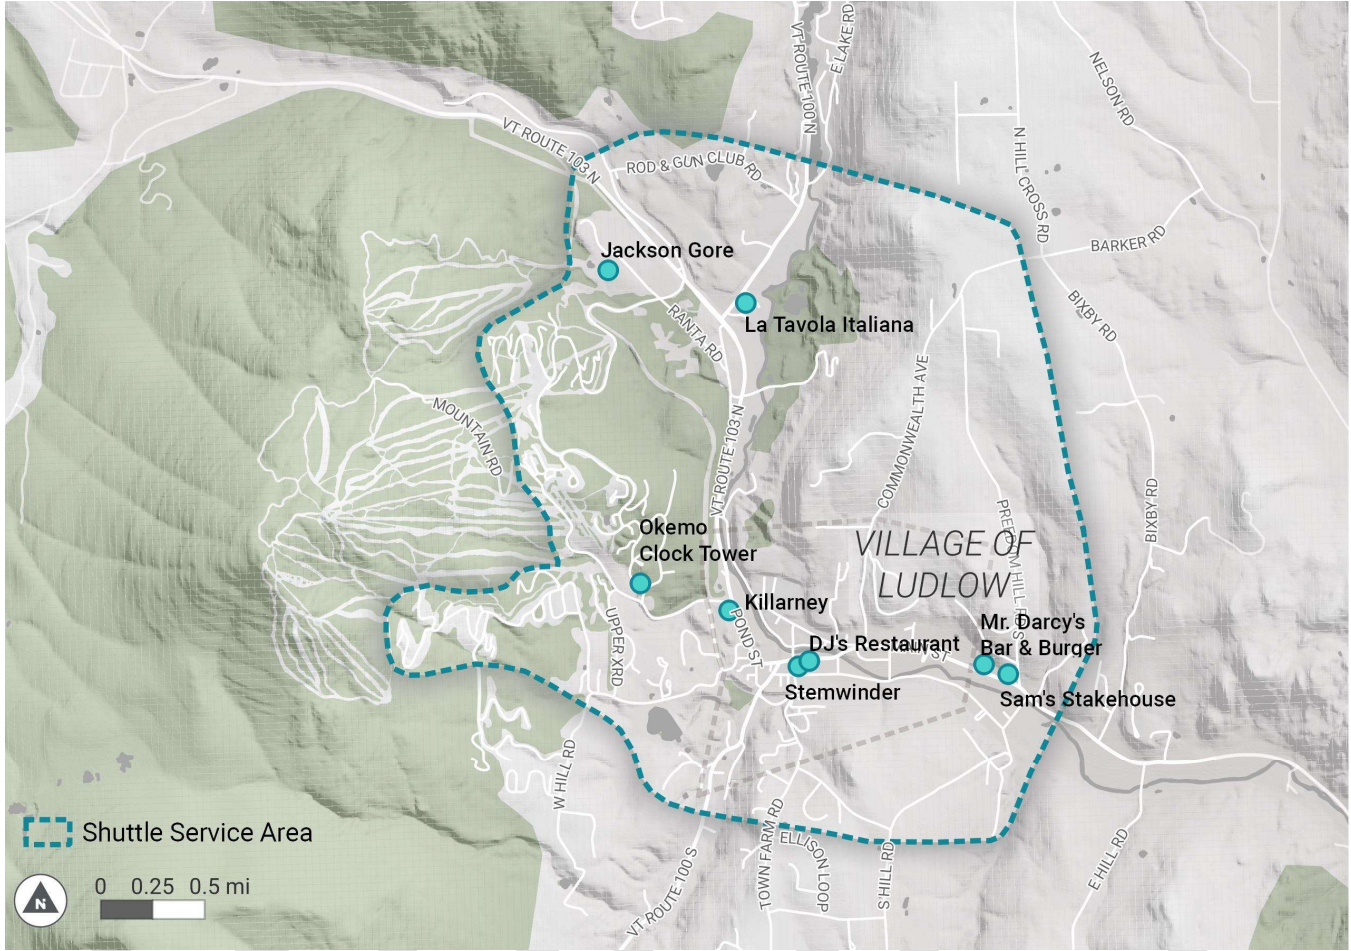 VT ROUTE 100 N
E LAKE RD
NELSON RD
VT ROUTE 103 N
ROD & GUN CLUB RD
N HILL CROSS RD
BARKER RD
Jackson Gore
La Tavola Italiana
RANTA RD
BIXBY RD
MOUNTAIN RD
COMMONWEALTH AVE
VT ROUTE 103 N
BIXBY RD
Okemo
Clock Tower
VILLAGE OF
LUDLOW
Killarney
UPPER XRD
POND ST
DJ's Restaurant
ST
Mr. Darcy's
Bar & Burger
Stemwinder
Sam's Stakehouse
W HILL RD
Shuttle Service Area
TOWN FARM RD
ELLISON LOOP
S HILL RD
E HILL RD
VT ROUTE 100 S
0 0.25 0.5 mi
N